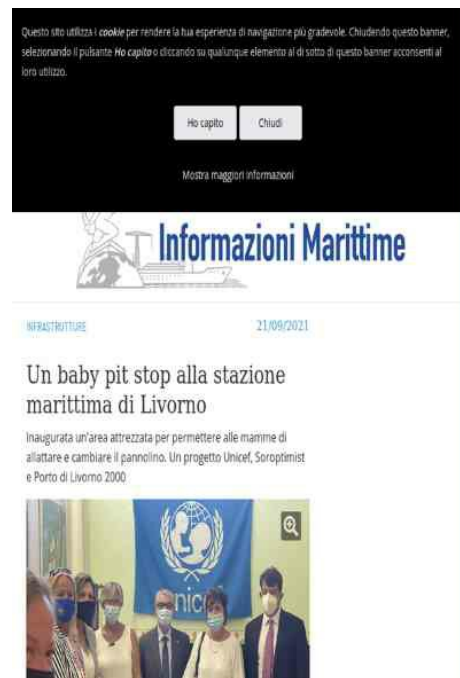 Questo sito utilizza i cookie per rendere la tua esperienza di navigazione più gradevole. Chiudendo questo banner,
selezionando il pulsante Ho capito o cliccando su qualunque elemento al di sotto di questo banner acconsenti al
loro utilizzo.
Ho capito Chiudi
Mostra maggiori informazioni
Informazioni Marittime
INFRASTRUTTURE 21/09/2021
Un baby pit stop alla stazione
marittima di Livorno
Inaugurata un'area attrezzata per permettere alle mamme di
allattare e cambiare il pannolino. Un progetto Unicef, Soroptimist
e Porto di Livorno 2000
unicef